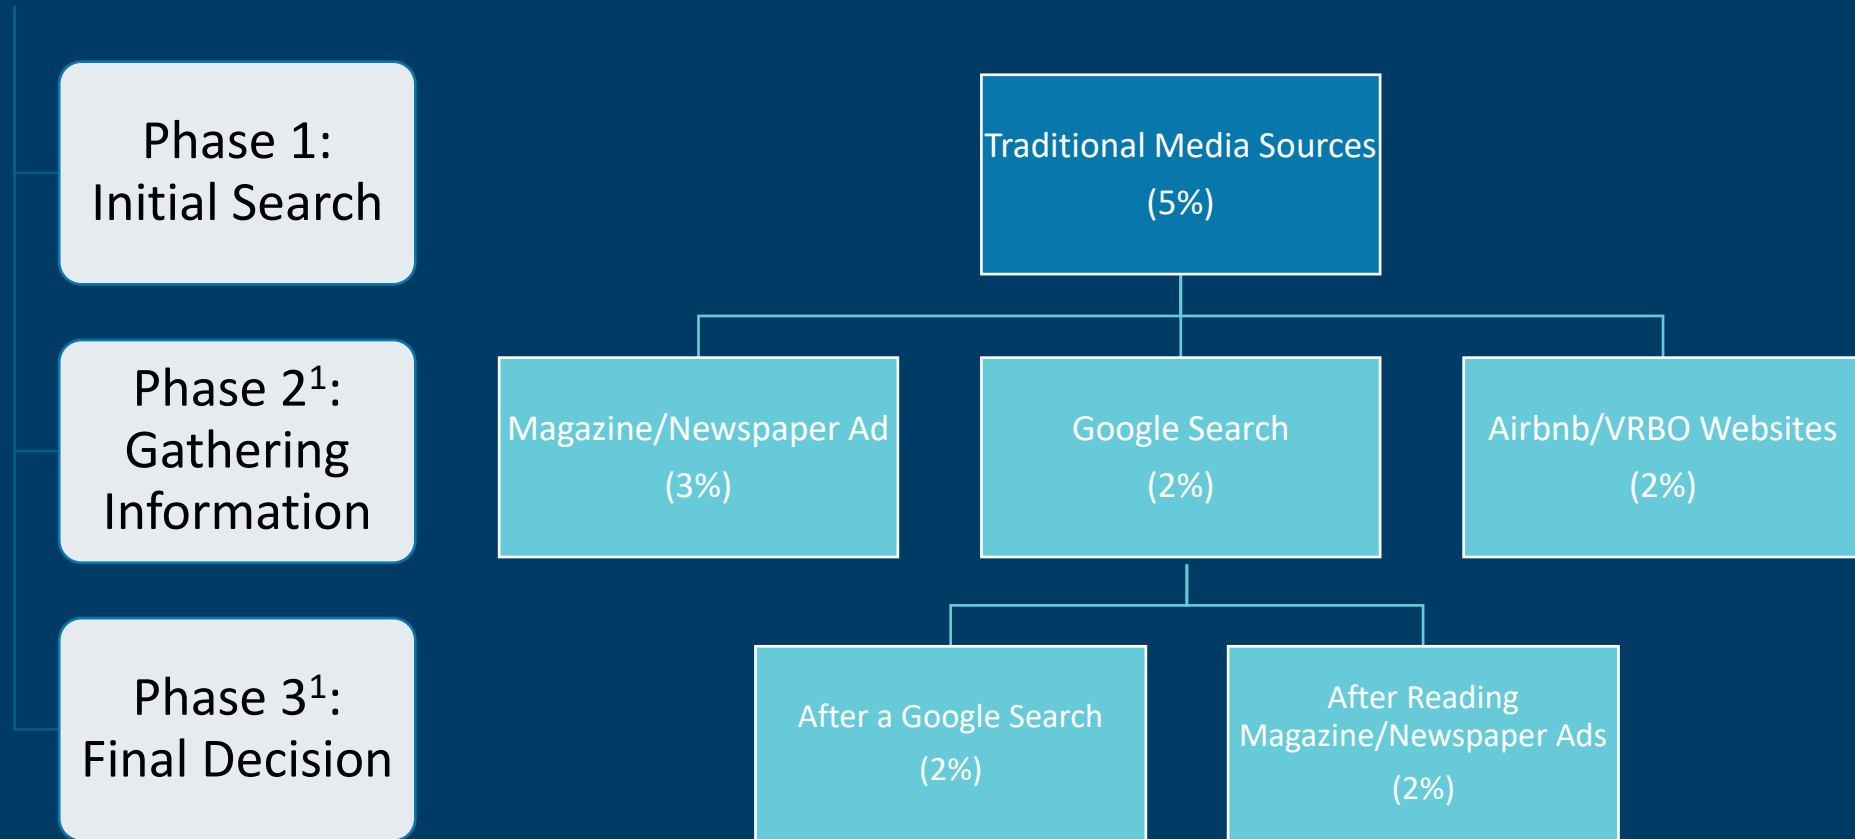 Phase 1:
Initial Search
Traditional Media Sources
(5%)
Phase 2¹:
Gathering
Information
Magazine/Newspaper Ad
(3%)
Google Search
(2%)
Airbnb/VRBO Websites
(2%)
Phase 3¹:
Final Decision
After a Google Search
(2%)
After Reading
Magazine/Newspaper Ads
(2%)